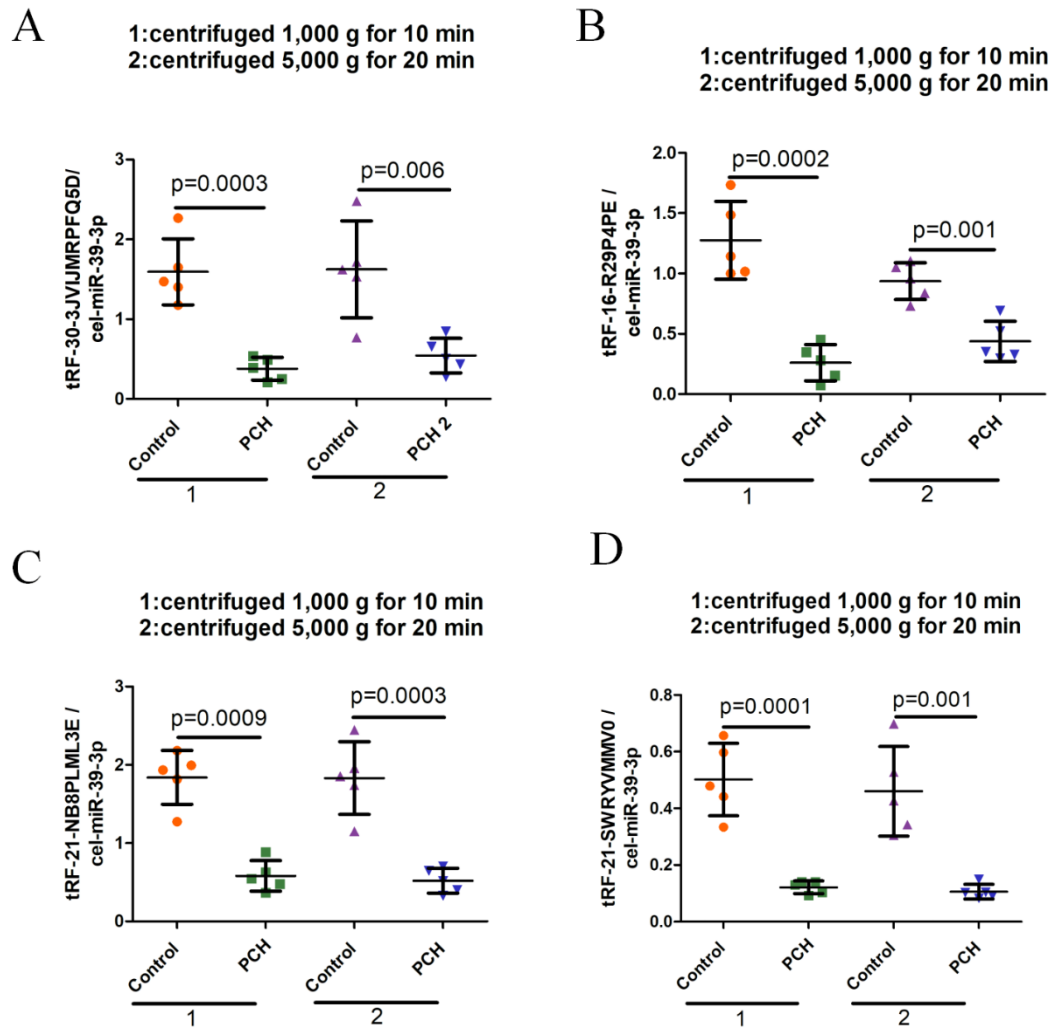 A
1:centrifuged 1,000 g for 10 min
2:centrifuged 5,000 g for 20 min
tRF-30-3JVIJMRPFQ5D/
cel-miR-39-3p
3
2
1
0
p=0.0003
p=0.006
Control
PCH
Control
PCH 2
1
2
B
1:centrifuged 1,000 g for 10 min
2:centrifuged 5,000 g for 20 min
tRF-16-R29P4PE /
cel-miR-39-3p
2.0
1.5
1.0
0.5
0.0
p=0.0002
p=0.001
Control
PCH
Control
PCH
1
2
C
1:centrifuged 1,000 g for 10 min
2:centrifuged 5,000 g for 20 min
tRF-21-NB8PLML3E /
cel-miR-39-3p
3
2
1
0
p=0.0009
p=0.0003
Control
PCH
Control
PCH
1
2
D
1:centrifuged 1,000 g for 10 min
2:centrifuged 5,000 g for 20 min
tRF-21-SWRYVMMV0 /
cel-miR-39-3p
0.8
0.6
0.4
0.2
0.0
p=0.0001
p=0.001
Control
PCH
Control
PCH
1
2